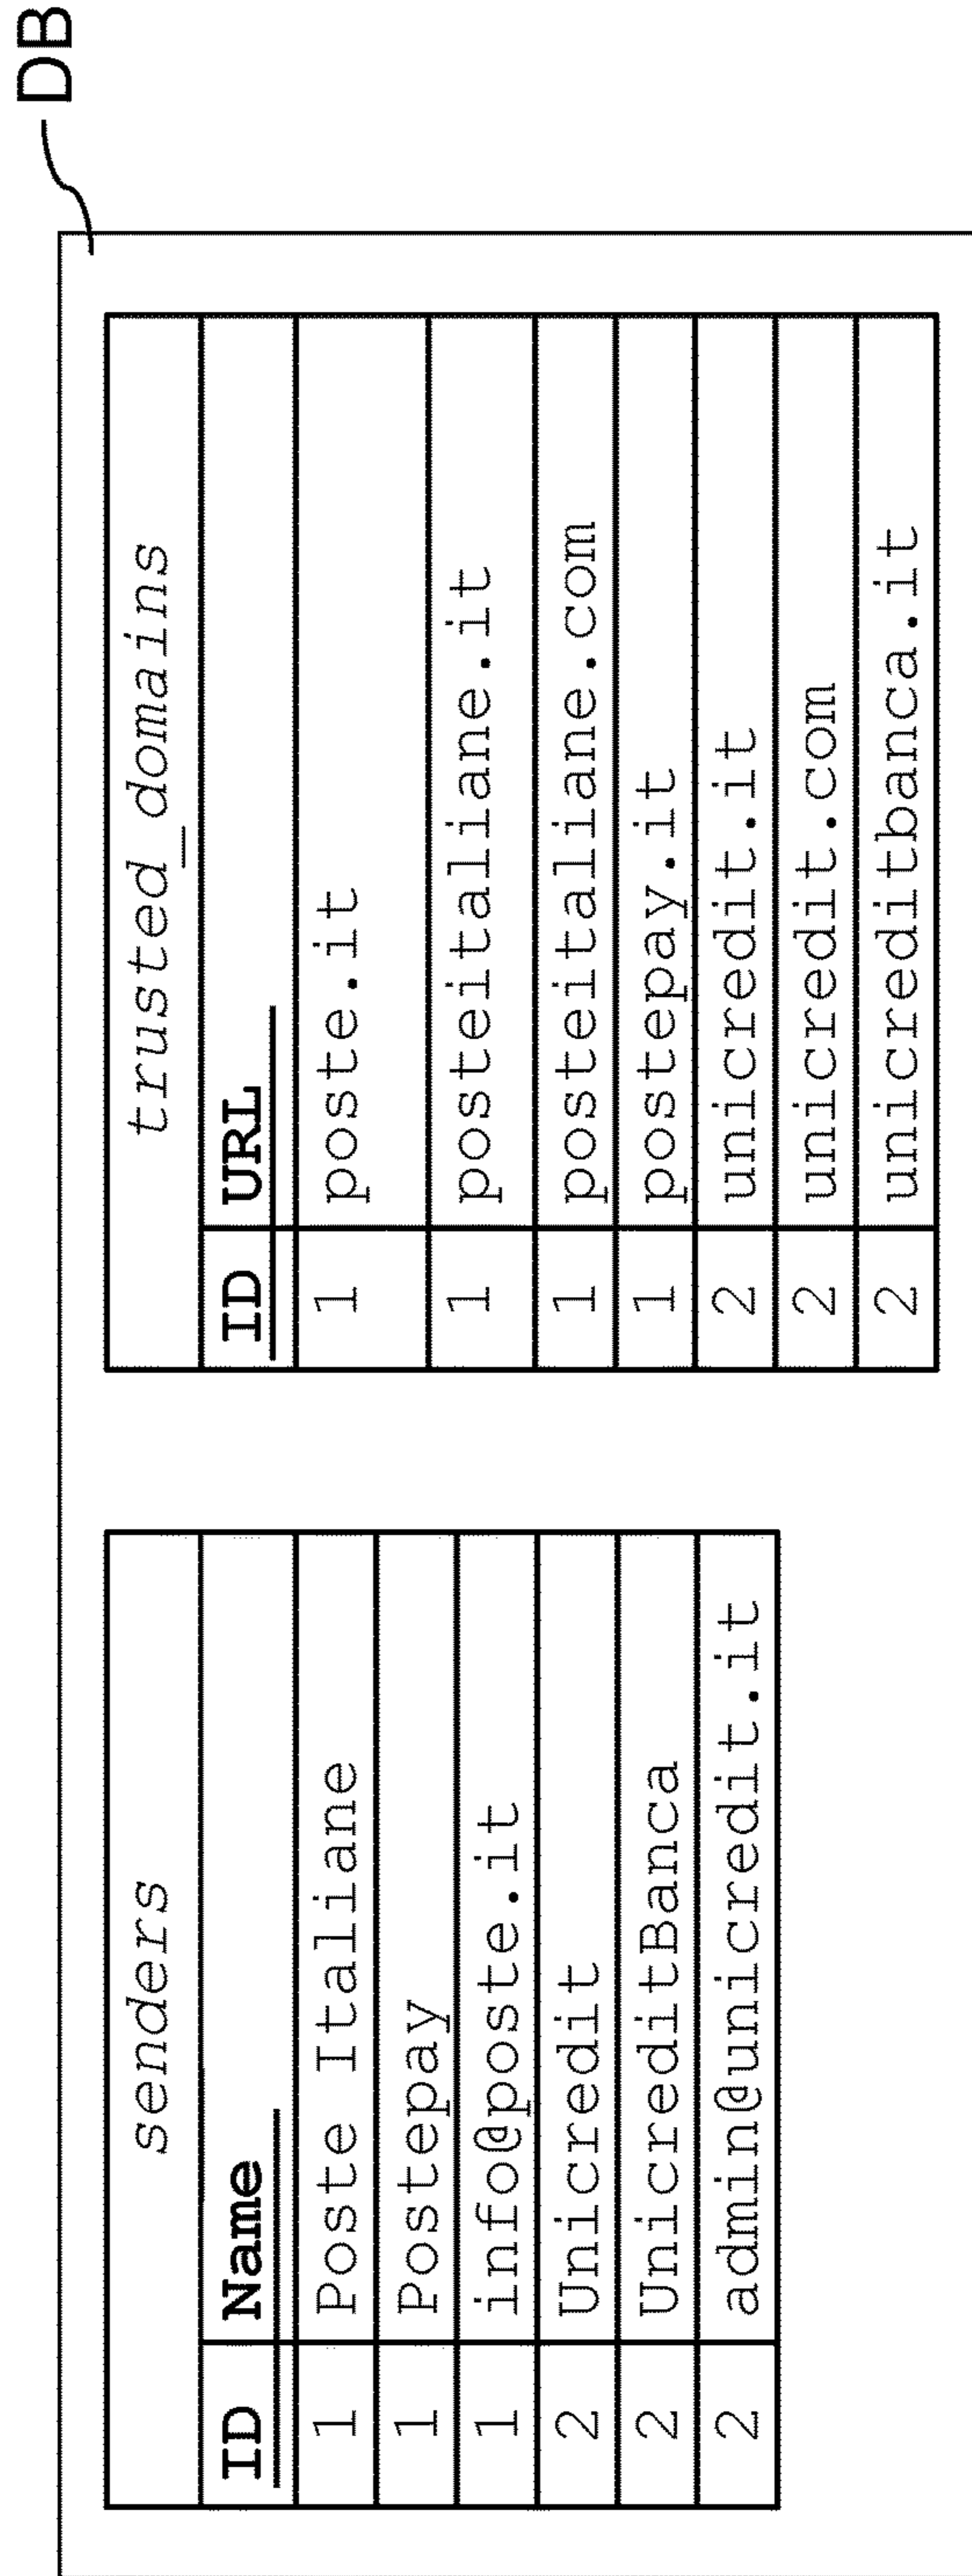 DB
senders
ID Name
1 Poste Italiane
1 Postepay
1 info@poste.it
2 Unicredit
2 UnicreditBanca
2 admin@unicredit.it
trusted_domains
ID URL
1 poste.it
1 posteitaliane.it
1 posteitaliane.com
1 postepay.it
2 unicredit.it
2 unicredit.com
2 unicreditbanca.it